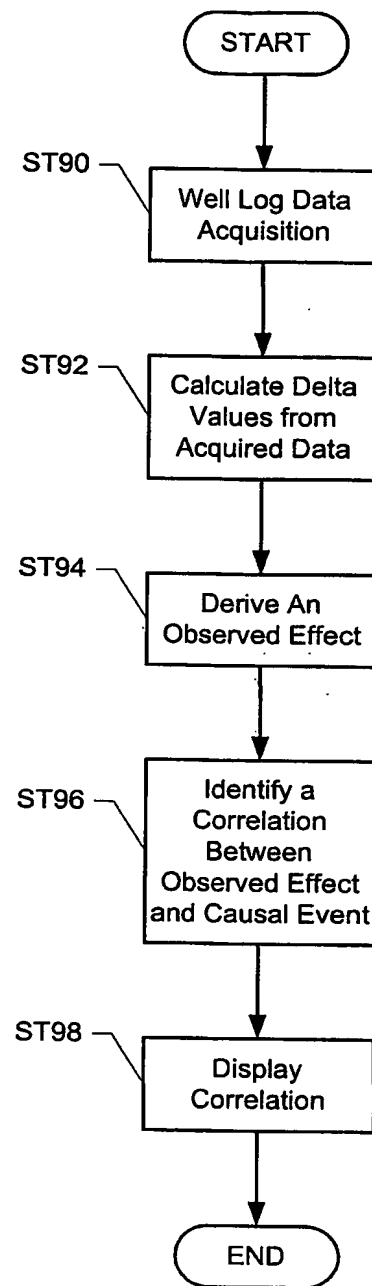 START
ST90
Well Log Data
Acquisition
ST92
Calculate Delta
Values from
Acquired Data
ST94
Derive An
Observed Effect
ST96
Identify a
Correlation
Between
Observed Effect
and Causal Event
ST98
Display
Correlation
END